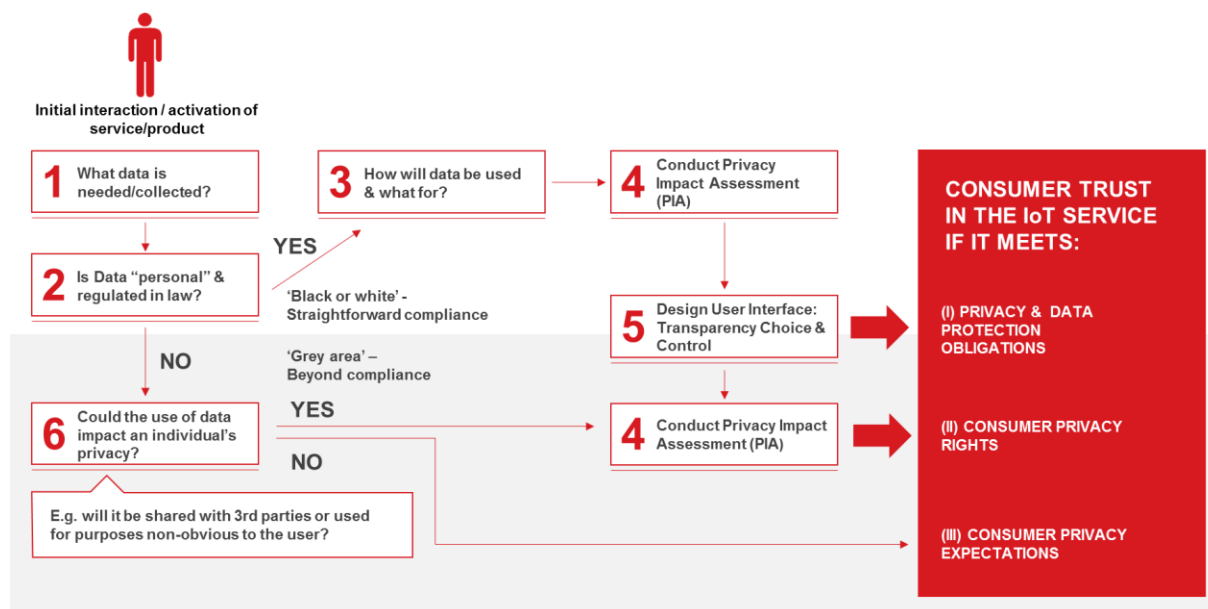 Initial interaction / activation of
service/product
1
What data is
needed/collected?
2
Is Data “personal” &
regulated in law?
YES
3
How will data be used
& what for?
4
Conduct Privacy
Impact Assessment
(PIA)
‘Black or white’ -
Straightforward compliance
5
Design User Interface:
Transparency Choice &
Control
NO
‘Grey area’ –
Beyond compliance
6
Could the use of data
impact an individual’s
privacy?
YES
NO
4
Conduct Privacy Impact
Assessment (PIA)
E.g. will it be shared with 3rd parties or used
for purposes non-obvious to the user?
CONSUMER TRUST
IN THE IoT SERVICE
IF IT MEETS:
(I) PRIVACY & DATA
PROTECTION
OBLIGATIONS
(II) CONSUMER PRIVACY
RIGHTS
(III) CONSUMER PRIVACY
EXPECTATIONS